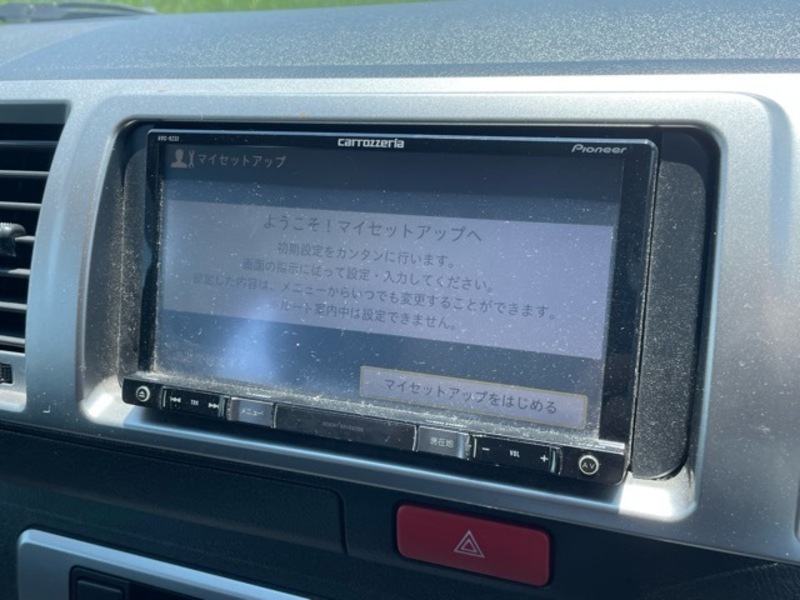 carrozzeria
Pioneer
マイセットアップ
ようこそ！マイセットアップへ
初期設定をカンタンに行います。
画面の指示に従って設定・入力してください。
設定した内容は、メニューからいつでも変更することができます。
ルート案内中は設定できません。
マイセットアップをはじめる
TRK
メニュー
現在地
− VOL +
AV